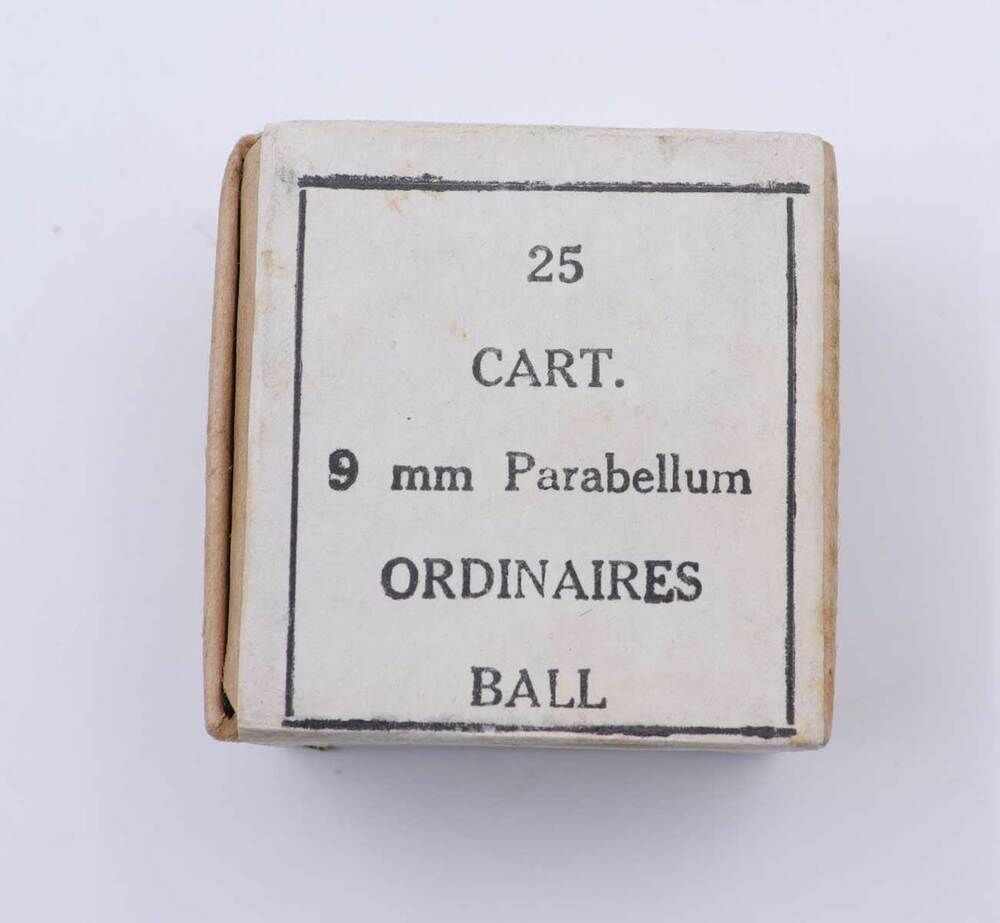 25
CART.
9 mm Parabellum
ORDINAIRES
BALL